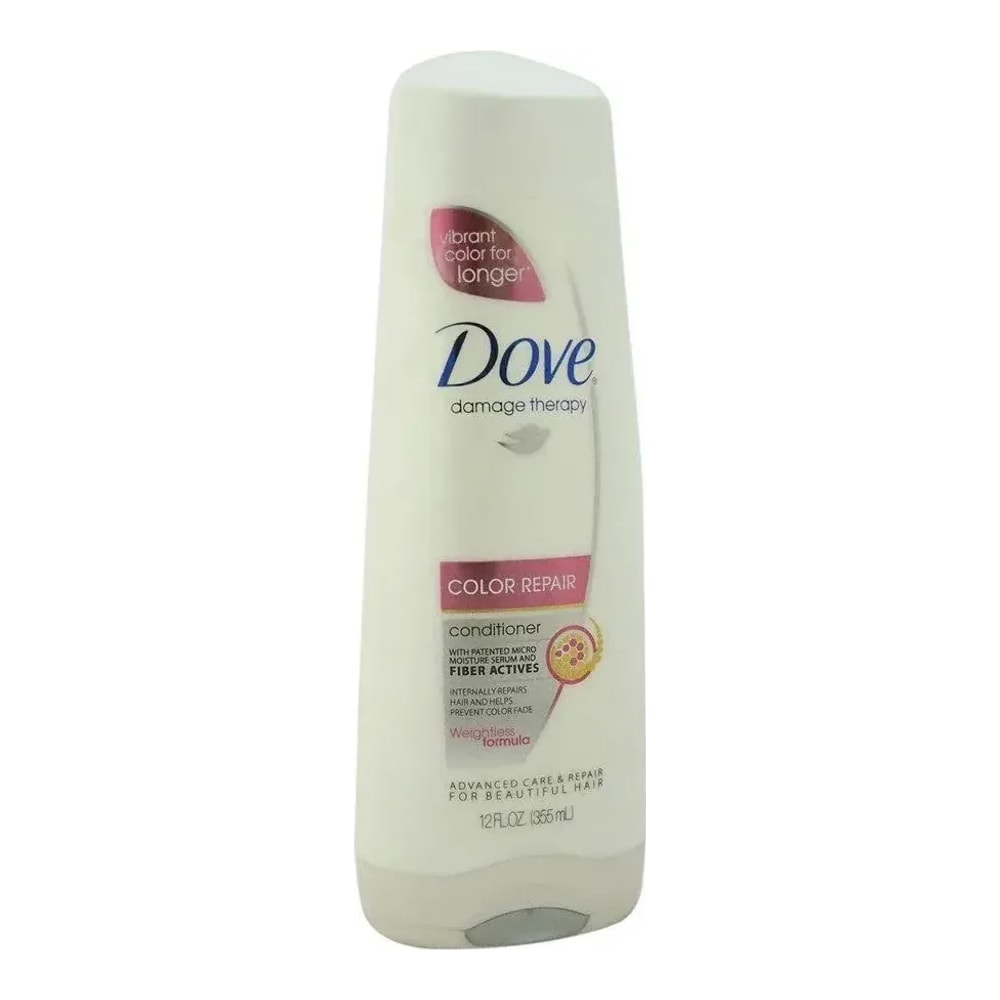 vibrant
color for
longer*
Dove®
damage therapy
COLOR REPAIR
conditioner
WITH PATENTED MICRO
MOISTURE SERUM AND
FIBER ACTIVES
INTERNALLY REPAIRS
HAIR AND HELPS
PREVENT COLOR FADE
Weightless
formula
ADVANCED CARE & REPAIR
FOR BEAUTIFUL HAIR
12 FL.OZ. (355 mL)